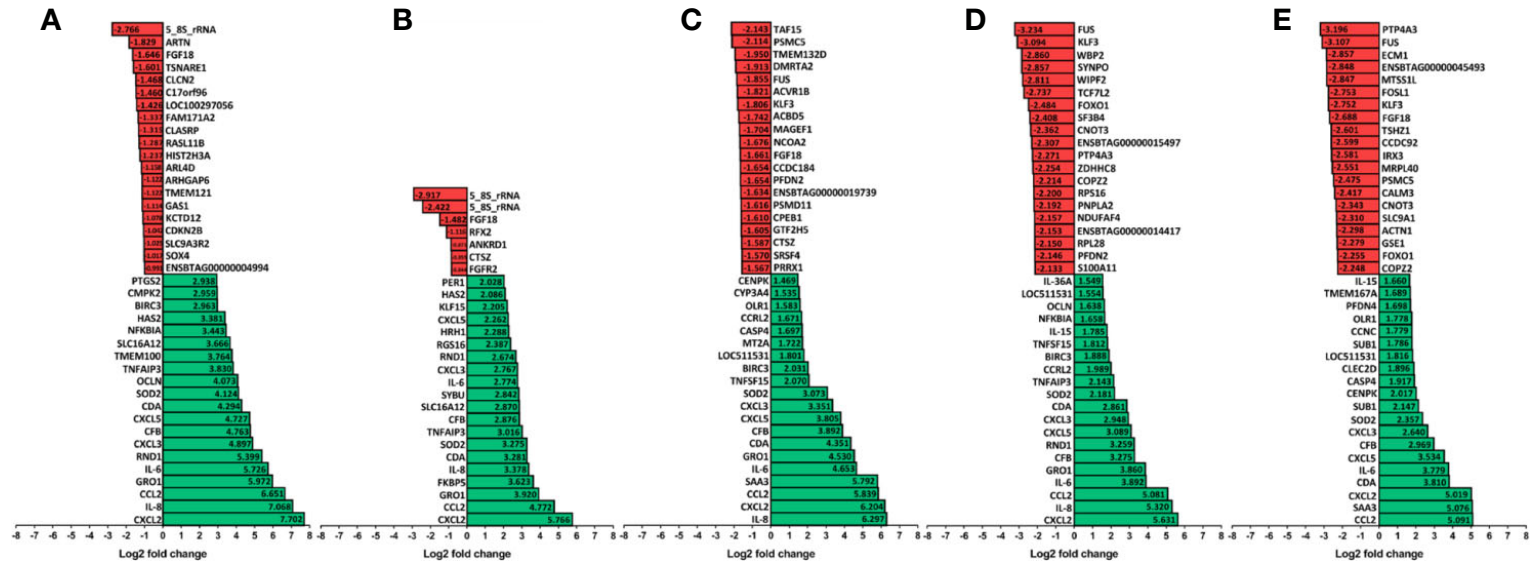 A
-2.766 5_8S_rRNA
-1.829 ARTN
-1.646 FGF18
-1.601 TSNARE1
-1.468 CLCN2
-1.460 C17orf96
-1.426 LOC100297056
-1.337 FAM171A2
-1.315 CLASRP
-1.287 RASL11B
-1.237 HIST2H3A
ARL4D
ARHGAP6
TMEM121
GAS1
KCTD12
CDKN2B
SLC9A3R2
SOX4
ENSBTAG00000004994
PTGS2 2.938
CMPK2 2.959
BIRC3 2.963
HAS2 3.381
NFKBIA 3.443
SLC16A12 3.666
TMEM100 3.764
TNFAIP3 3.830
OCLN 4.073
SOD2 4.124
CDA 4.294
CXCL5 4.727
CFB 4.763
CXCL3 4.897
RND1 5.399
IL-6 5.726
GRO1 5.972
CCL2 6.651
IL-8 7.068
CXCL2 7.702
-8 -7 -6 -5 -4 -3 -2 -1 0 1 2 3 4 5 6 7 8
Log2 fold change
B
-2.917 5_8S_rRNA
-2.422 5_8S_rRNA
-1.482 FGF18
RFX2
ANKRD1
CTSZ
FGFR2
PER1 2.028
HAS2 2.086
KLF15 2.205
CXCL5 2.262
HRH1 2.288
RGS16 2.387
RND1 2.674
CXCL3 2.767
IL-6 2.774
SYBU 2.842
SLC16A12 2.870
CFB 2.876
TNFAIP3 3.016
SOD2 3.275
CDA 3.281
IL-8 3.378
FKBP5 3.623
GRO1 3.920
CCL2 4.772
CXCL2 5.766
-8 -7 -6 -5 -4 -3 -2 -1 0 1 2 3 4 5 6 7 8
Log2 fold change
C
-2.143 TAF15
-2.114 PSMC5
-1.950 TMEM132D
-1.913 DMRTA2
-1.855 FUS
-1.821 ACVR1B
-1.806 KLF3
-1.742 ACBD5
-1.704 MAGEF1
-1.676 NCOA2
-1.661 FGF18
-1.654 CCDC184
-1.654 PFDN2
-1.634 ENSBTAG00000019739
-1.616 PSMD11
-1.610 CPEB1
-1.605 GTF2H5
-1.587 CTSZ
-1.570 SRSF4
-1.567 PRRX1
CENPK 1.469
CYP3A4 1.535
OLR1 1.583
CCRL2 1.671
CASP4 1.697
MT2A 1.722
LOC511531 1.801
BIRC3 2.031
TNFSF15 2.070
SOD2 3.073
CXCL3 3.351
CXCL5 3.805
CFB 3.892
CDA 4.351
GRO1 4.530
IL-6 4.653
SAA3 5.792
CCL2 5.839
CXCL2 6.204
IL-8 6.297
-8 -7 -6 -5 -4 -3 -2 -1 0 1 2 3 4 5 6 7 8
Log2 fold change
D
-3.234 FUS
-3.094 KLF3
-2.860 WBP2
-2.857 SYNPO
-2.811 WIPF2
-2.737 TCF7L2
-2.484 FOXO1
-2.408 SF3B4
-2.362 CNOT3
-2.307 ENSBTAG00000015497
-2.271 PTP4A3
-2.254 ZDHHC8
-2.214 COPZ2
-2.200 RPS16
-2.192 PNPLA2
-2.157 NDUFAF4
-2.153 ENSBTAG00000014417
-2.150 RPL28
-2.146 PFDN2
-2.133 S100A11
IL-36A 1.549
LOC511531 1.554
OCLN 1.638
NFKBIA 1.658
IL-15 1.785
TNFSF15 1.812
BIRC3 1.888
CCRL2 1.989
TNFAIP3 2.143
SOD2 2.181
CDA 2.861
CXCL3 2.948
CXCL5 3.089
RND1 3.259
CFB 3.275
GRO1 3.860
IL-6 3.892
CCL2 5.081
IL-8 5.320
CXCL2 5.631
-8 -7 -6 -5 -4 -3 -2 -1 0 1 2 3 4 5 6 7 8
Log2 fold change
E
-3.196 PTP4A3
-3.107 FUS
-2.857 ECM1
-2.848 ENSBTAG00000045493
-2.847 MTSS1L
-2.753 FOSL1
-2.752 KLF3
-2.688 FGF18
-2.601 TSHZ1
-2.599 CCDC92
-2.581 IRX3
-2.551 MRPL40
-2.475 PSMC5
-2.417 CALM3
-2.343 CNOT3
-2.310 SLC9A1
-2.298 ACTN1
-2.279 GSE1
-2.255 FOXO1
-2.248 COPZ2
IL-15 1.660
TMEM167A 1.689
PFDN4 1.698
OLR1 1.778
CCNC 1.779
SUB1 1.786
LOC511531 1.816
CLEC2D 1.896
CASP4 1.917
CENPK 2.017
SUB1 2.147
SOD2 2.357
CXCL3 2.640
CFB 2.969
CXCL5 3.534
IL-6 3.779
CDA 3.810
CXCL2 5.019
SAA3 5.076
CCL2 5.091
-8 -7 -6 -5 -4 -3 -2 -1 0 1 2 3 4 5 6 7 8
Log2 fold change